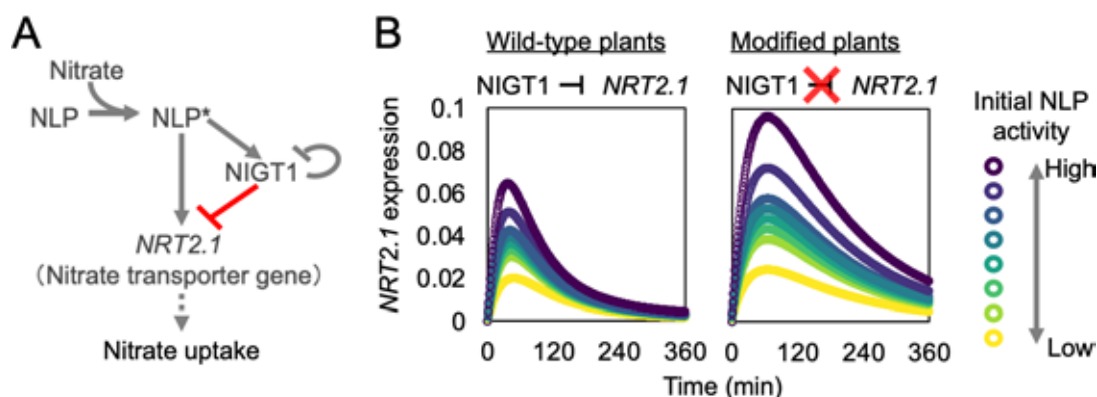 A
Nitrate
NLP
NLP*
NIGT1
NRT2.1
（Nitrate transporter gene）
Nitrate uptake
B
Wild-type plants
Modified plants
NIGT1 ⊣ NRT2.1
NIGT1 ⊣ NRT2.1
NRT2.1 expression
0.1
0.08
0.06
0.04
0.02
0
0 120 240 360
0 120 240 360
Time (min)
Initial NLP
activity
High
Low